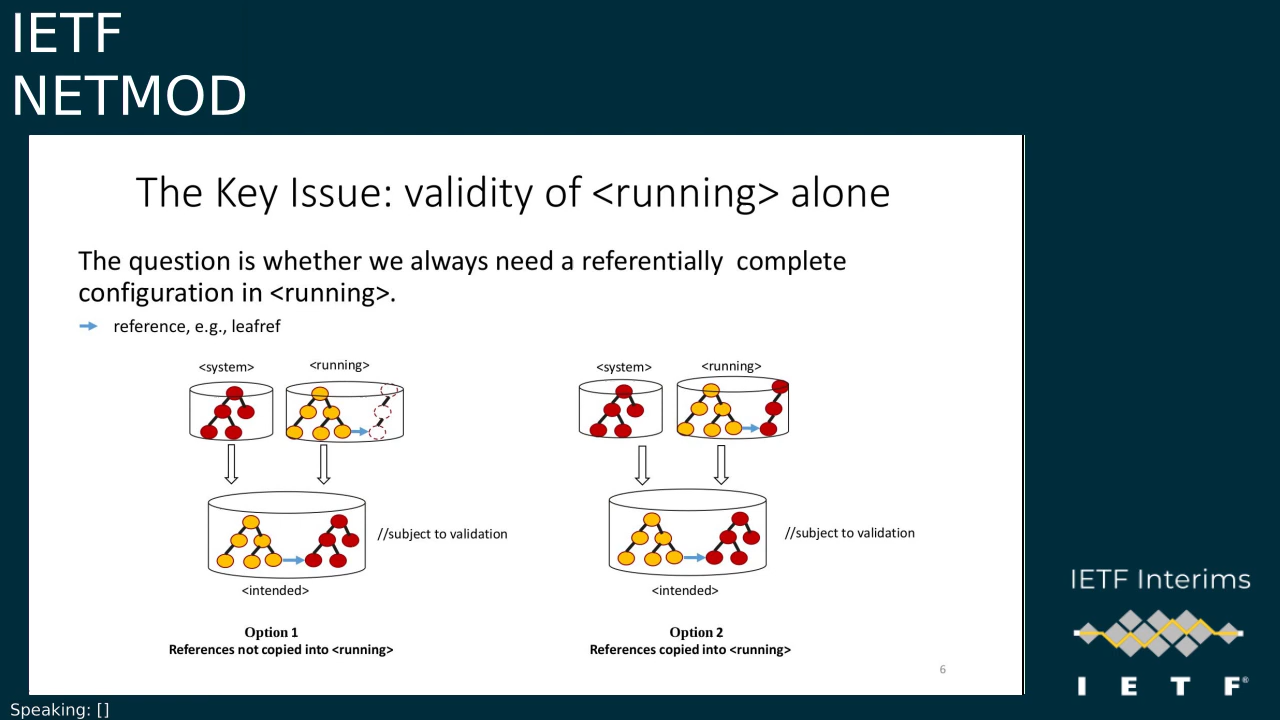 IETF
NETMOD
The Key Issue: validity of <running> alone
The question is whether we always need a referentially  complete
configuration in <running>.
reference, e.g., leafref
<system>
<running>
<system>
<running>
//subject to validation
//subject to validation
<intended>
<intended>
Option 1
References not copied into <running>
Option 2
References copied into <running>
6
IETF Interims
I E T F®
Speaking: []